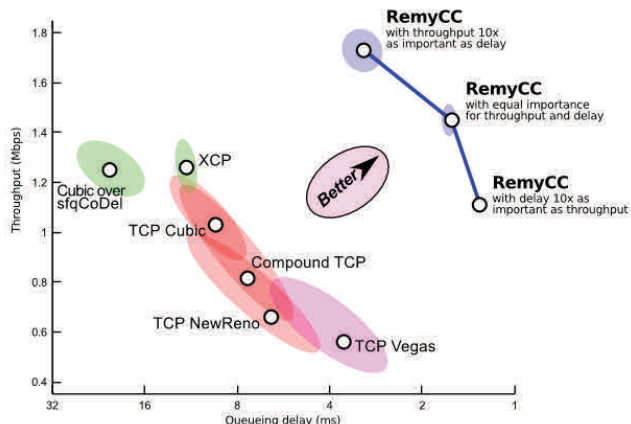 RemyCC
with throughput 10x
as important as delay
RemyCC
with equal importance
for throughput and delay
RemyCC
with delay 10x as
important as throughput
Better
XCP
Cubic over
sfqCoDel
TCP Cubic
Compound TCP
TCP NewReno
TCP Vegas
Throughput (Mbps)
1.8
1.6
1.4
1.2
1
0.8
0.6
0.4
32
16
8
4
2
1
Queueing delay (ms)